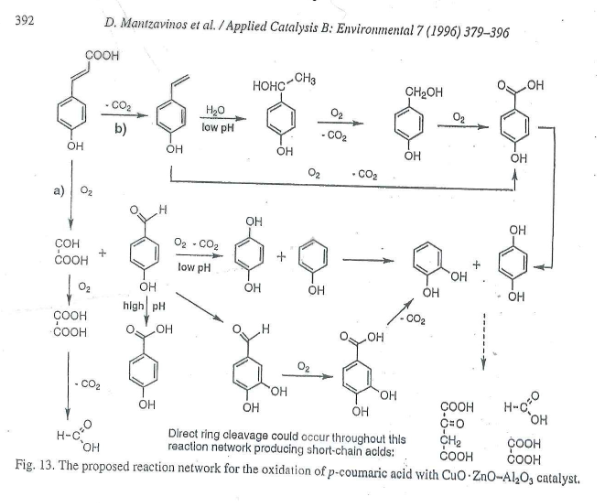 392
D. Mantzavinos et al. / Applied Catalysis B: Environmental 7 (1996) 379–396
COOH
OH
- CO₂
b)
OH
H₂O
low pH
HOHC-CH₃
OH
O₂
- CO₂
CH₂OH
OH
O₂
O OH
OH
O₂ - CO₂
a) O₂
COH
COOH
+
O H
OH
O₂ - CO₂
low pH
OH
OH
+
OH
OH
OH
+
OH
OH
O₂
COOH
COOH
high pH
O OH
OH
O H
OH
OH
O₂
O OH
OH
OH
- CO₂
- CO₂
H-C O
OH
COOH
C=O
CH₂
COOH
H-C O
OH
COOH
COOH
Direct ring cleavage could occur throughout this
reaction network producing short-chain acids:
Fig. 13. The proposed reaction network for the oxidation of p-coumaric acid with CuO·ZnO–Al₂O₃ catalyst.